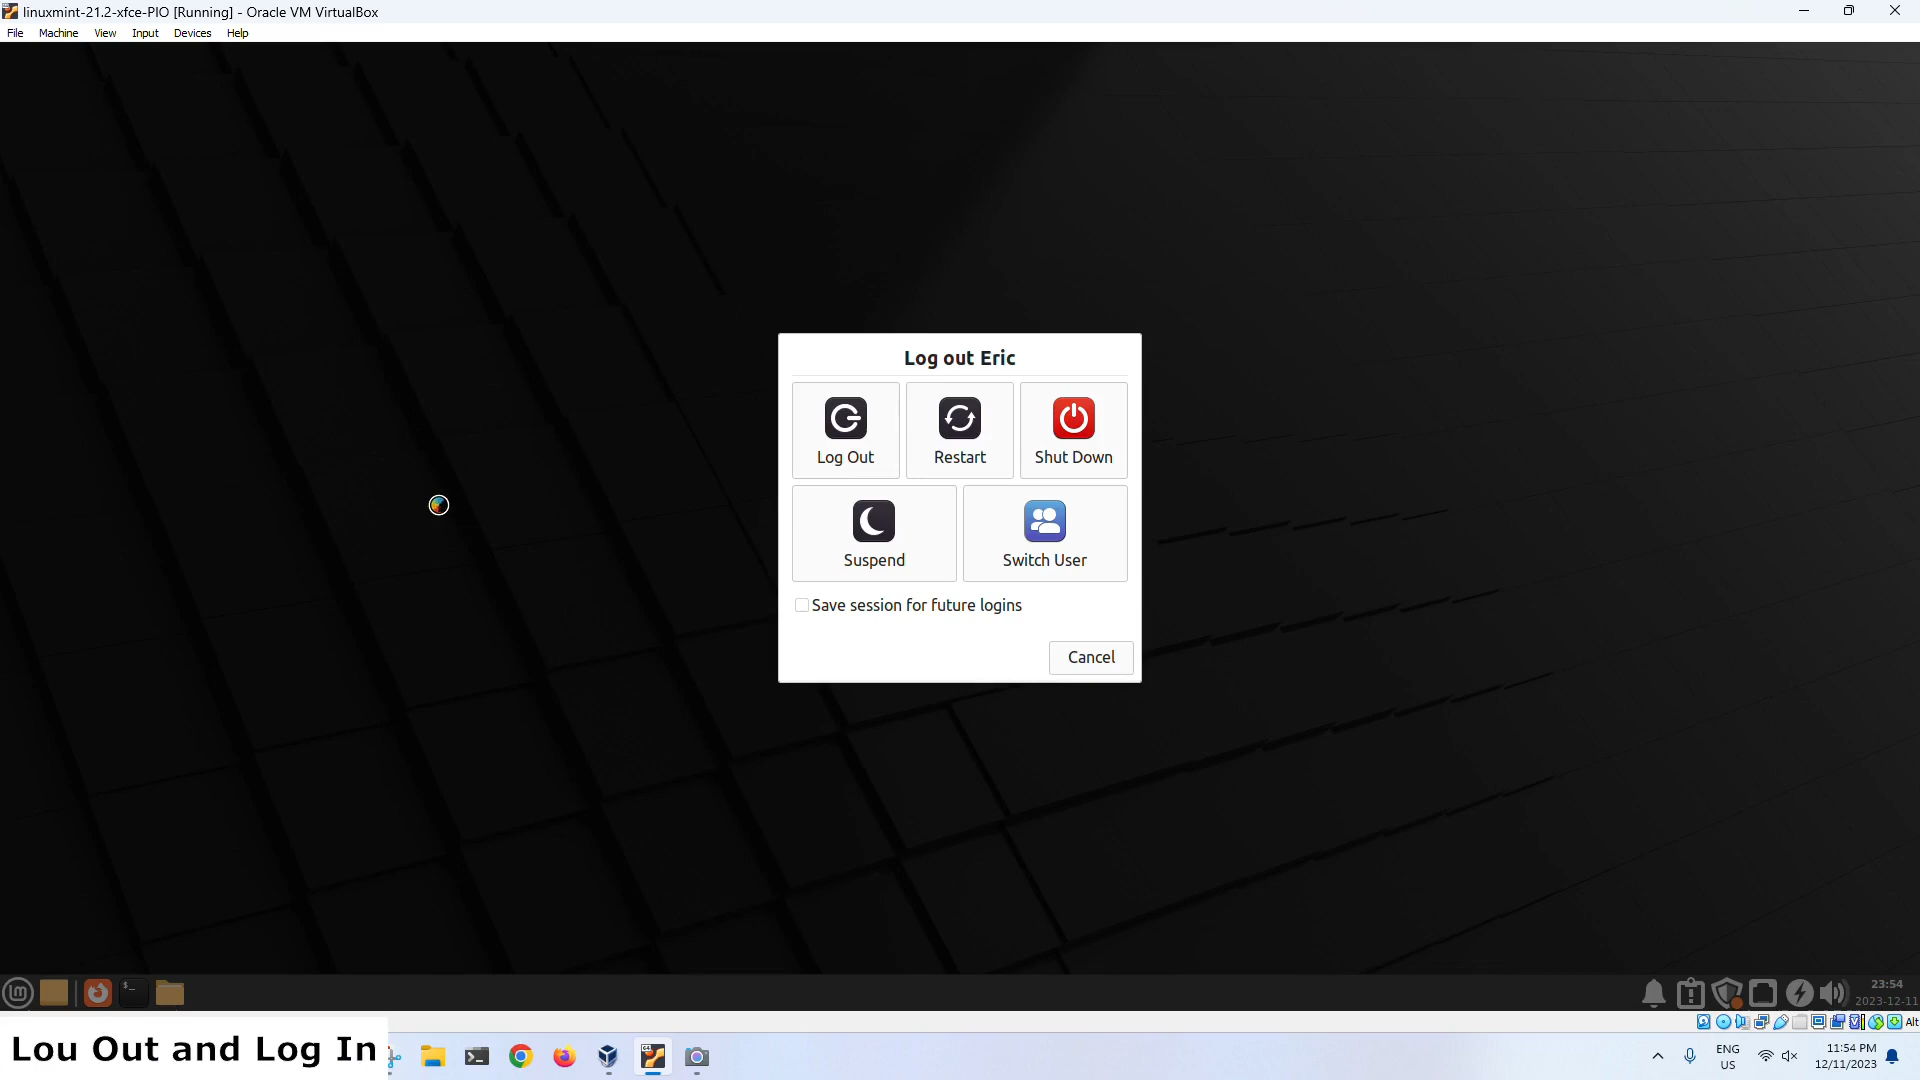 linuxmint-21.2-xfce-PIO [Running] - Oracle VM VirtualBox
File Machine View Input Devices Help
Log out Eric
Log Out Restart Shut Down
Suspend Switch User
Save session for future logins
Cancel
23:54
2023-12-11
Alt
Lou Out and Log In
ENG
US
11:54 PM
12/11/2023